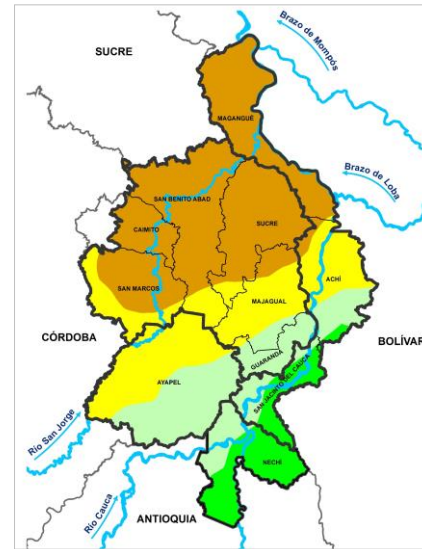 SUCRE
Brazo de Mompós
MAGANGUÉ
Brazo de Loba
SAN BENITO ABAD
SUCRE
CAIMITO
SAN MARCOS
ACHÍ
MAJAGUAL
CÓRDOBA
BOLÍVAR
GUARANDA
AYAPEL
SAN JACINTO DEL CAUCA
Río San Jorge
NECHÍ
Río Cauca
ANTIOQUIA